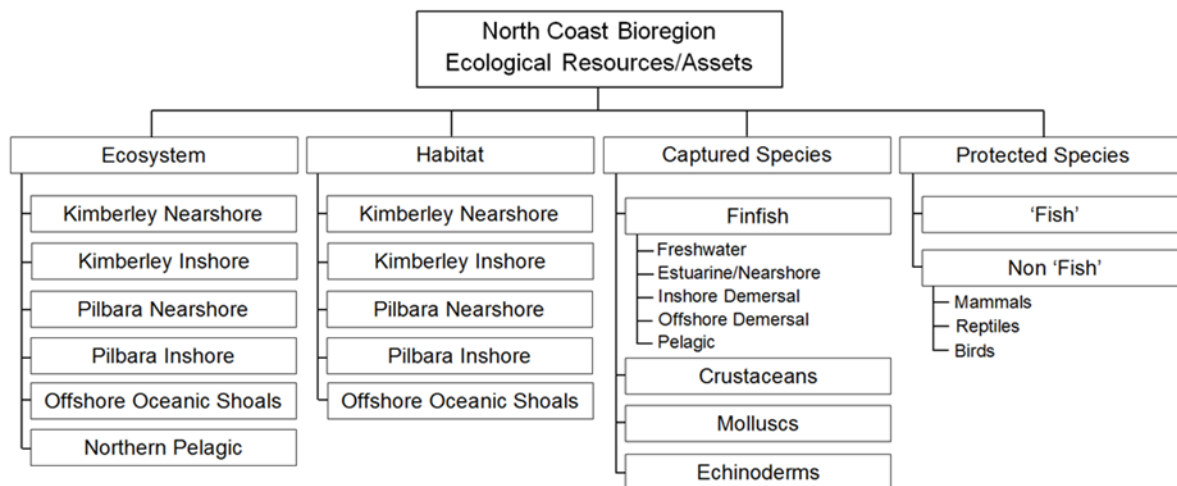 North Coast Bioregion
Ecological Resources/Assets
Ecosystem
Kimberley Nearshore
Kimberley Inshore
Pilbara Nearshore
Pilbara Inshore
Offshore Oceanic Shoals
Northern Pelagic
Habitat
Kimberley Nearshore
Kimberley Inshore
Pilbara Nearshore
Pilbara Inshore
Offshore Oceanic Shoals
Captured Species
Finfish
Freshwater
Estuarine/Nearshore
Inshore Demersal
Offshore Demersal
Pelagic
Crustaceans
Molluscs
Echinoderms
Protected Species
‘Fish’
Non ‘Fish’
Mammals
Reptiles
Birds